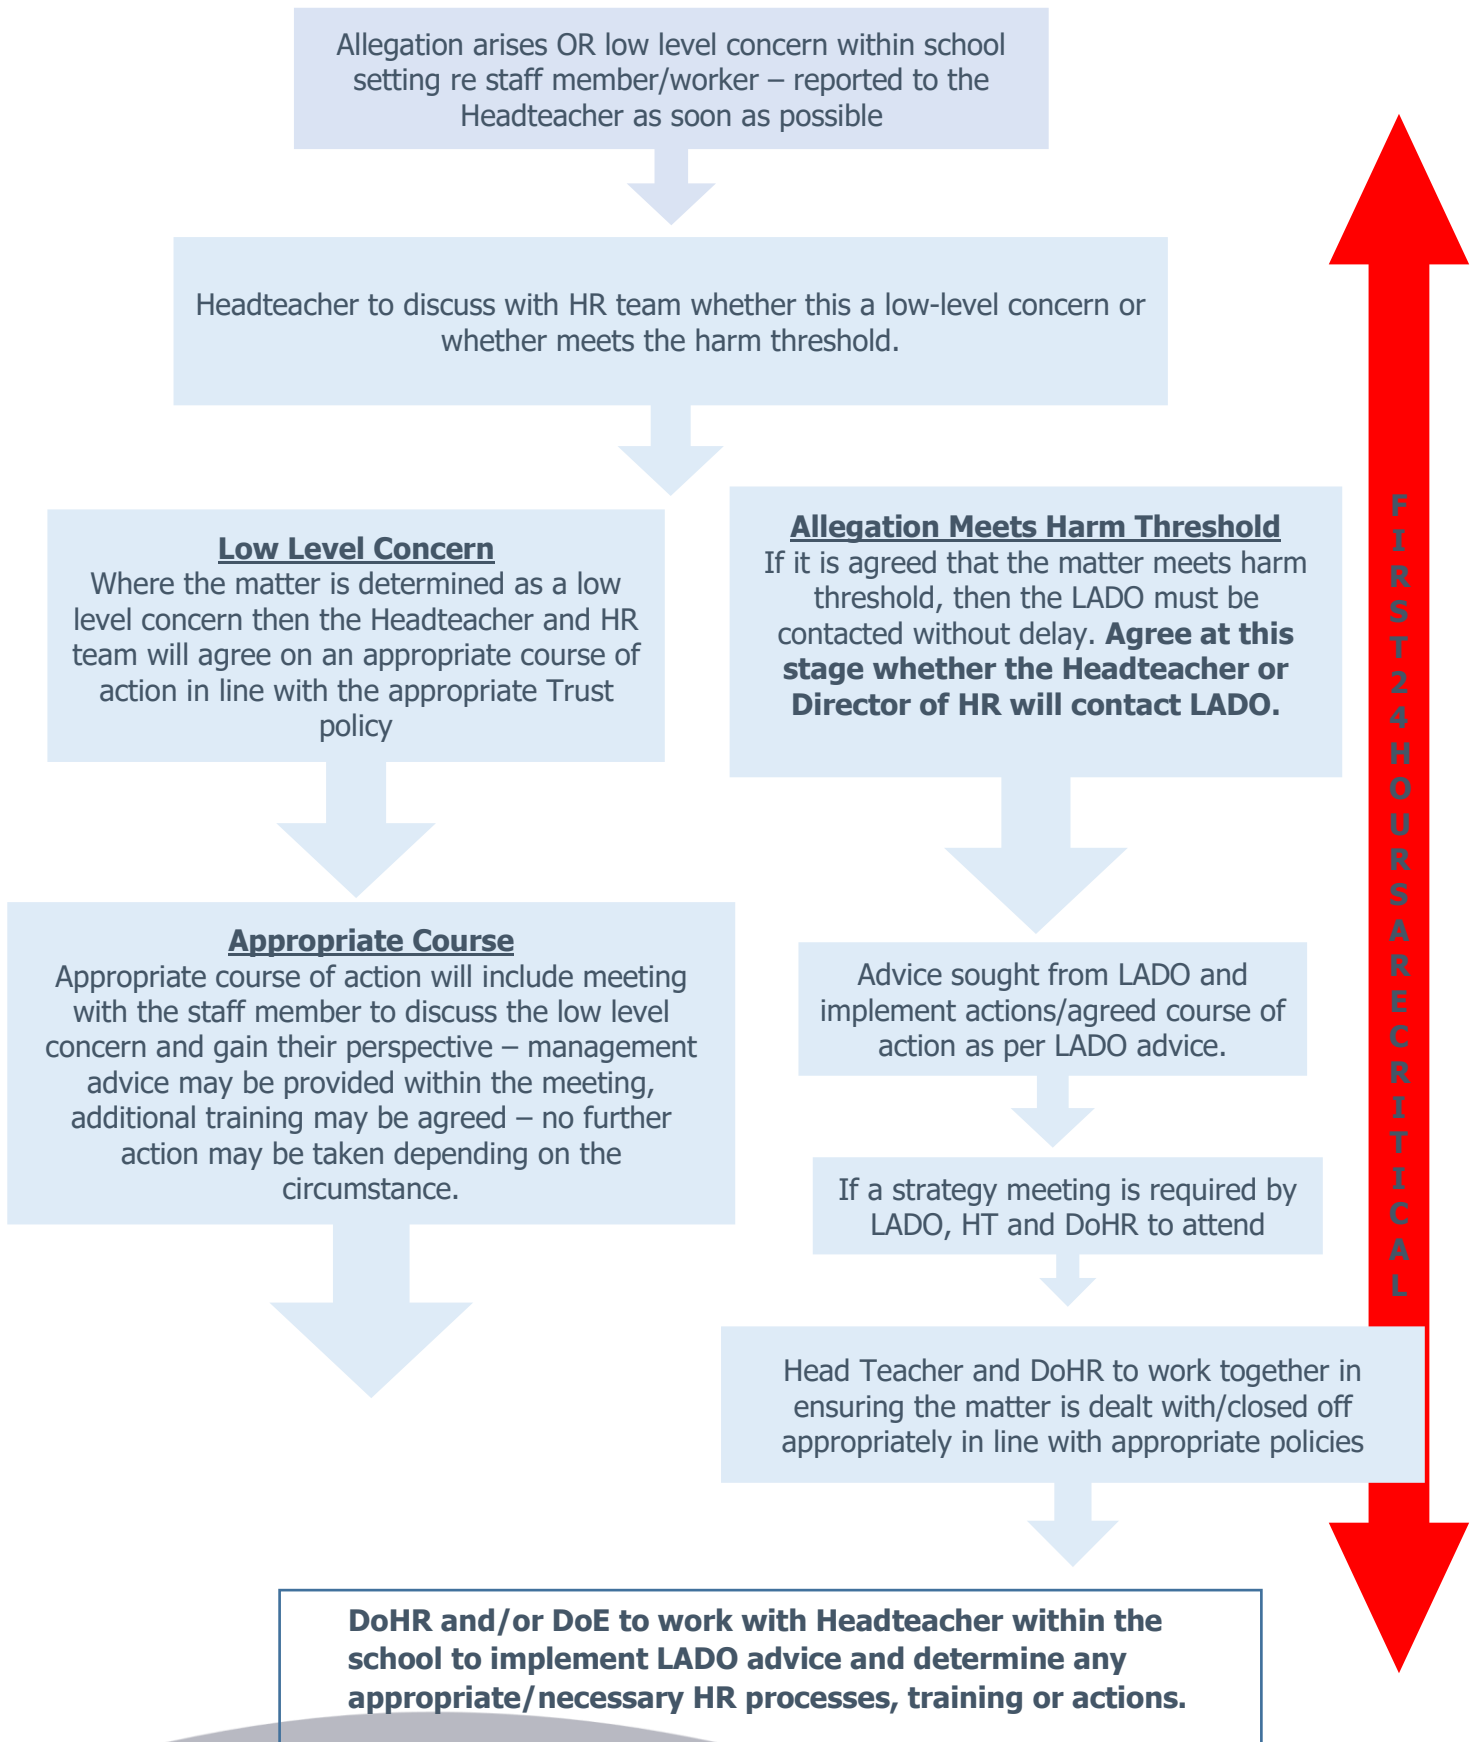 Allegation arises OR low level concern within school
setting re staff member/worker – reported to the
Headteacher as soon as possible
Headteacher to discuss with HR team whether this a low-level concern or
whether meets the harm threshold.
Low Level Concern
Where the matter is determined as a low
level concern then the Headteacher and HR
team will agree on an appropriate course of
action in line with the appropriate Trust
policy
Allegation Meets Harm Threshold
If it is agreed that the matter meets harm
threshold, then the LADO must be
contacted without delay. Agree at this
stage whether the Headteacher or
Director of HR will contact LADO.
Appropriate Course
Appropriate course of action will include meeting
with the staff member to discuss the low level
concern and gain their perspective – management
advice may be provided within the meeting,
additional training may be agreed – no further
action may be taken depending on the
circumstance.
Advice sought from LADO and
implement actions/agreed course of
action as per LADO advice.
If a strategy meeting is required by
LADO, HT and DoHR to attend
Head Teacher and DoHR to work together in
ensuring the matter is dealt with/closed off
appropriately in line with appropriate policies
DoHR and/or DoE to work with Headteacher within the
school to implement LADO advice and determine any
appropriate/necessary HR processes, training or actions.
F
I
R
S
T
2
4
H
O
U
R
S
A
R
E
C
R
I
T
I
C
A
L